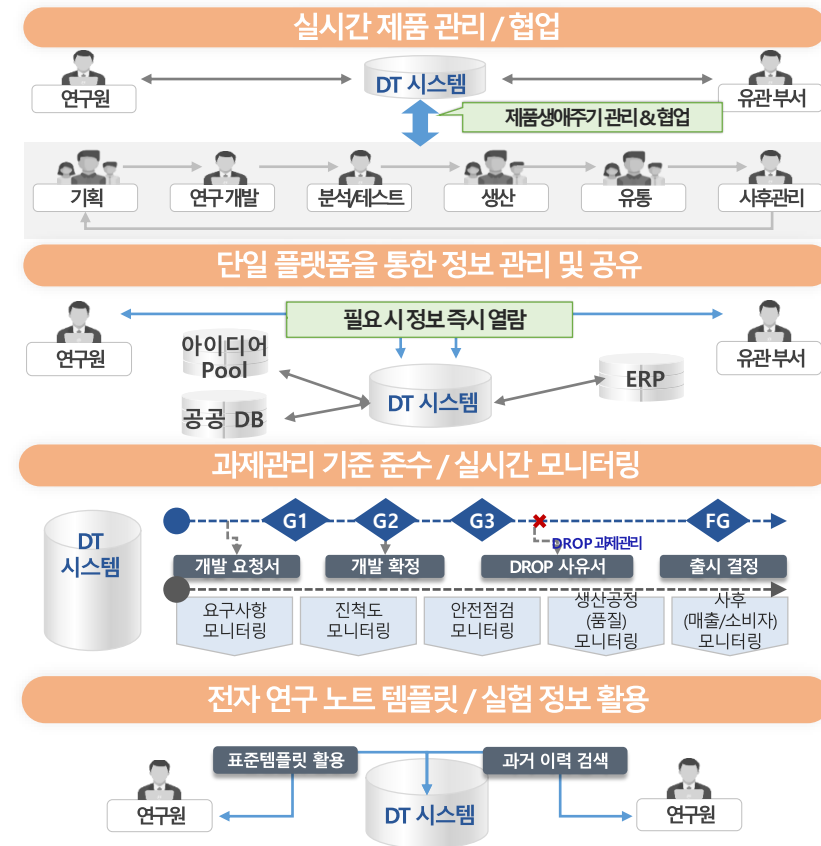 실시간 제품 관리 / 협업
연구원
DT 시스템
유관 부서
제품생애주기 관리 & 협업
기획
연구 개발
분석/테스트
생산
유통
사후관리
단일 플랫폼을 통한 정보 관리 및 공유
필요 시 정보 즉시 열람
연구원
유관 부서
아이디어
Pool
공공 DB
DT 시스템
ERP
과제관리 기준 준수 / 실시간 모니터링
DT
시스템
G1
G2
G3
FG
DROP 과제관리
개발 요청서
개발 확정
DROP 사유서
출시 결정
요구사항
모니터링
진척도
모니터링
안전점검
모니터링
생산공정
(품질)
모니터링
사후
(매출/소비자)
모니터링
전자 연구 노트 템플릿 / 실험 정보 활용
표준템플릿 활용
과거 이력 검색
연구원
DT 시스템
연구원